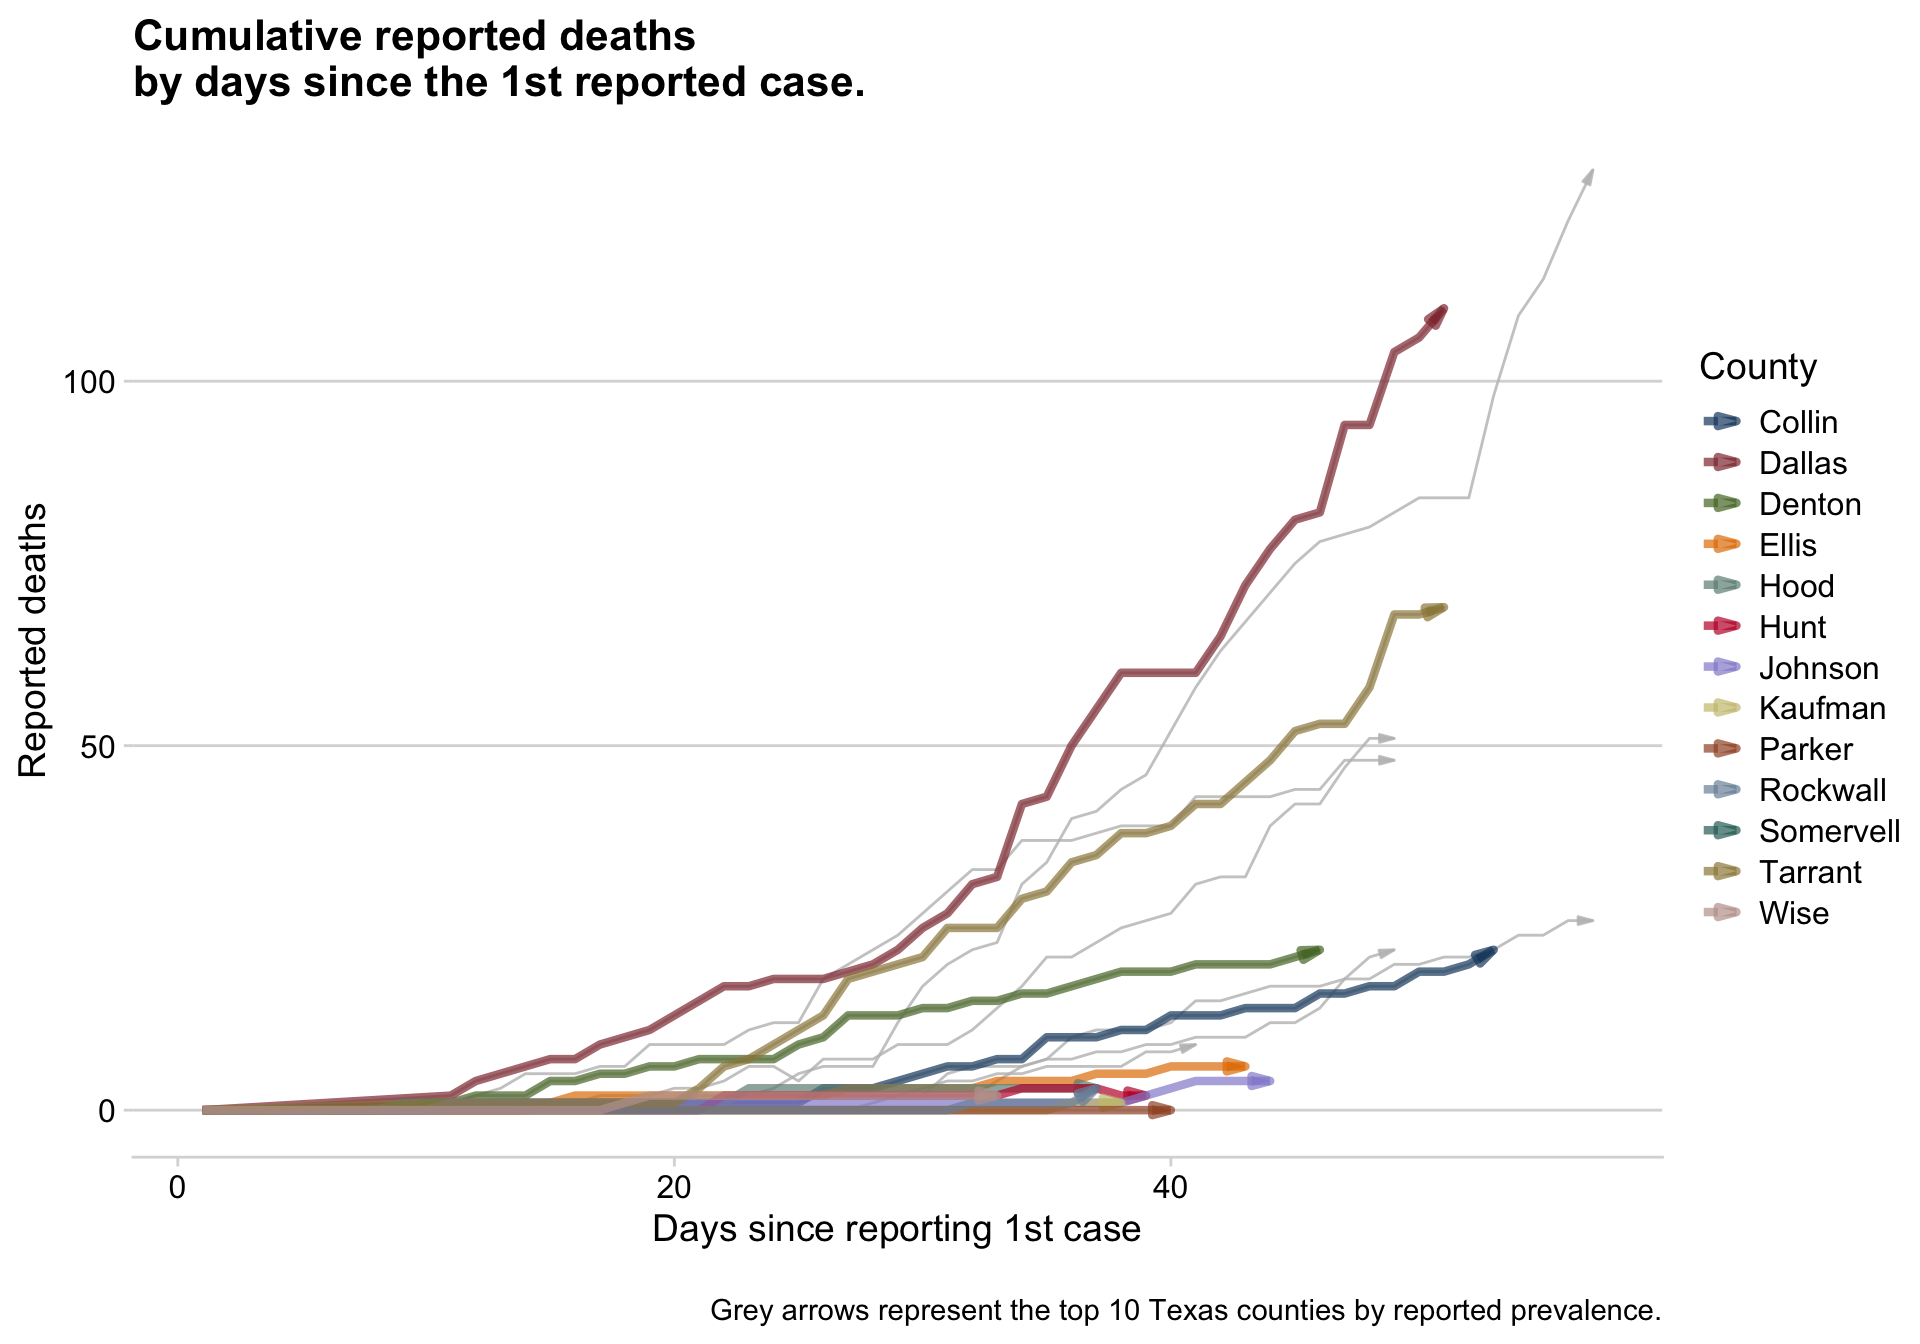 Cumulative reported deaths
by days since the 1st reported case.
Reported deaths
100
50
0
0 20 40
Days since reporting 1st case
County
Collin
Dallas
Denton
Ellis
Hood
Hunt
Johnson
Kaufman
Parker
Rockwall
Somervell
Tarrant
Wise
Grey arrows represent the top 10 Texas counties by reported prevalence.